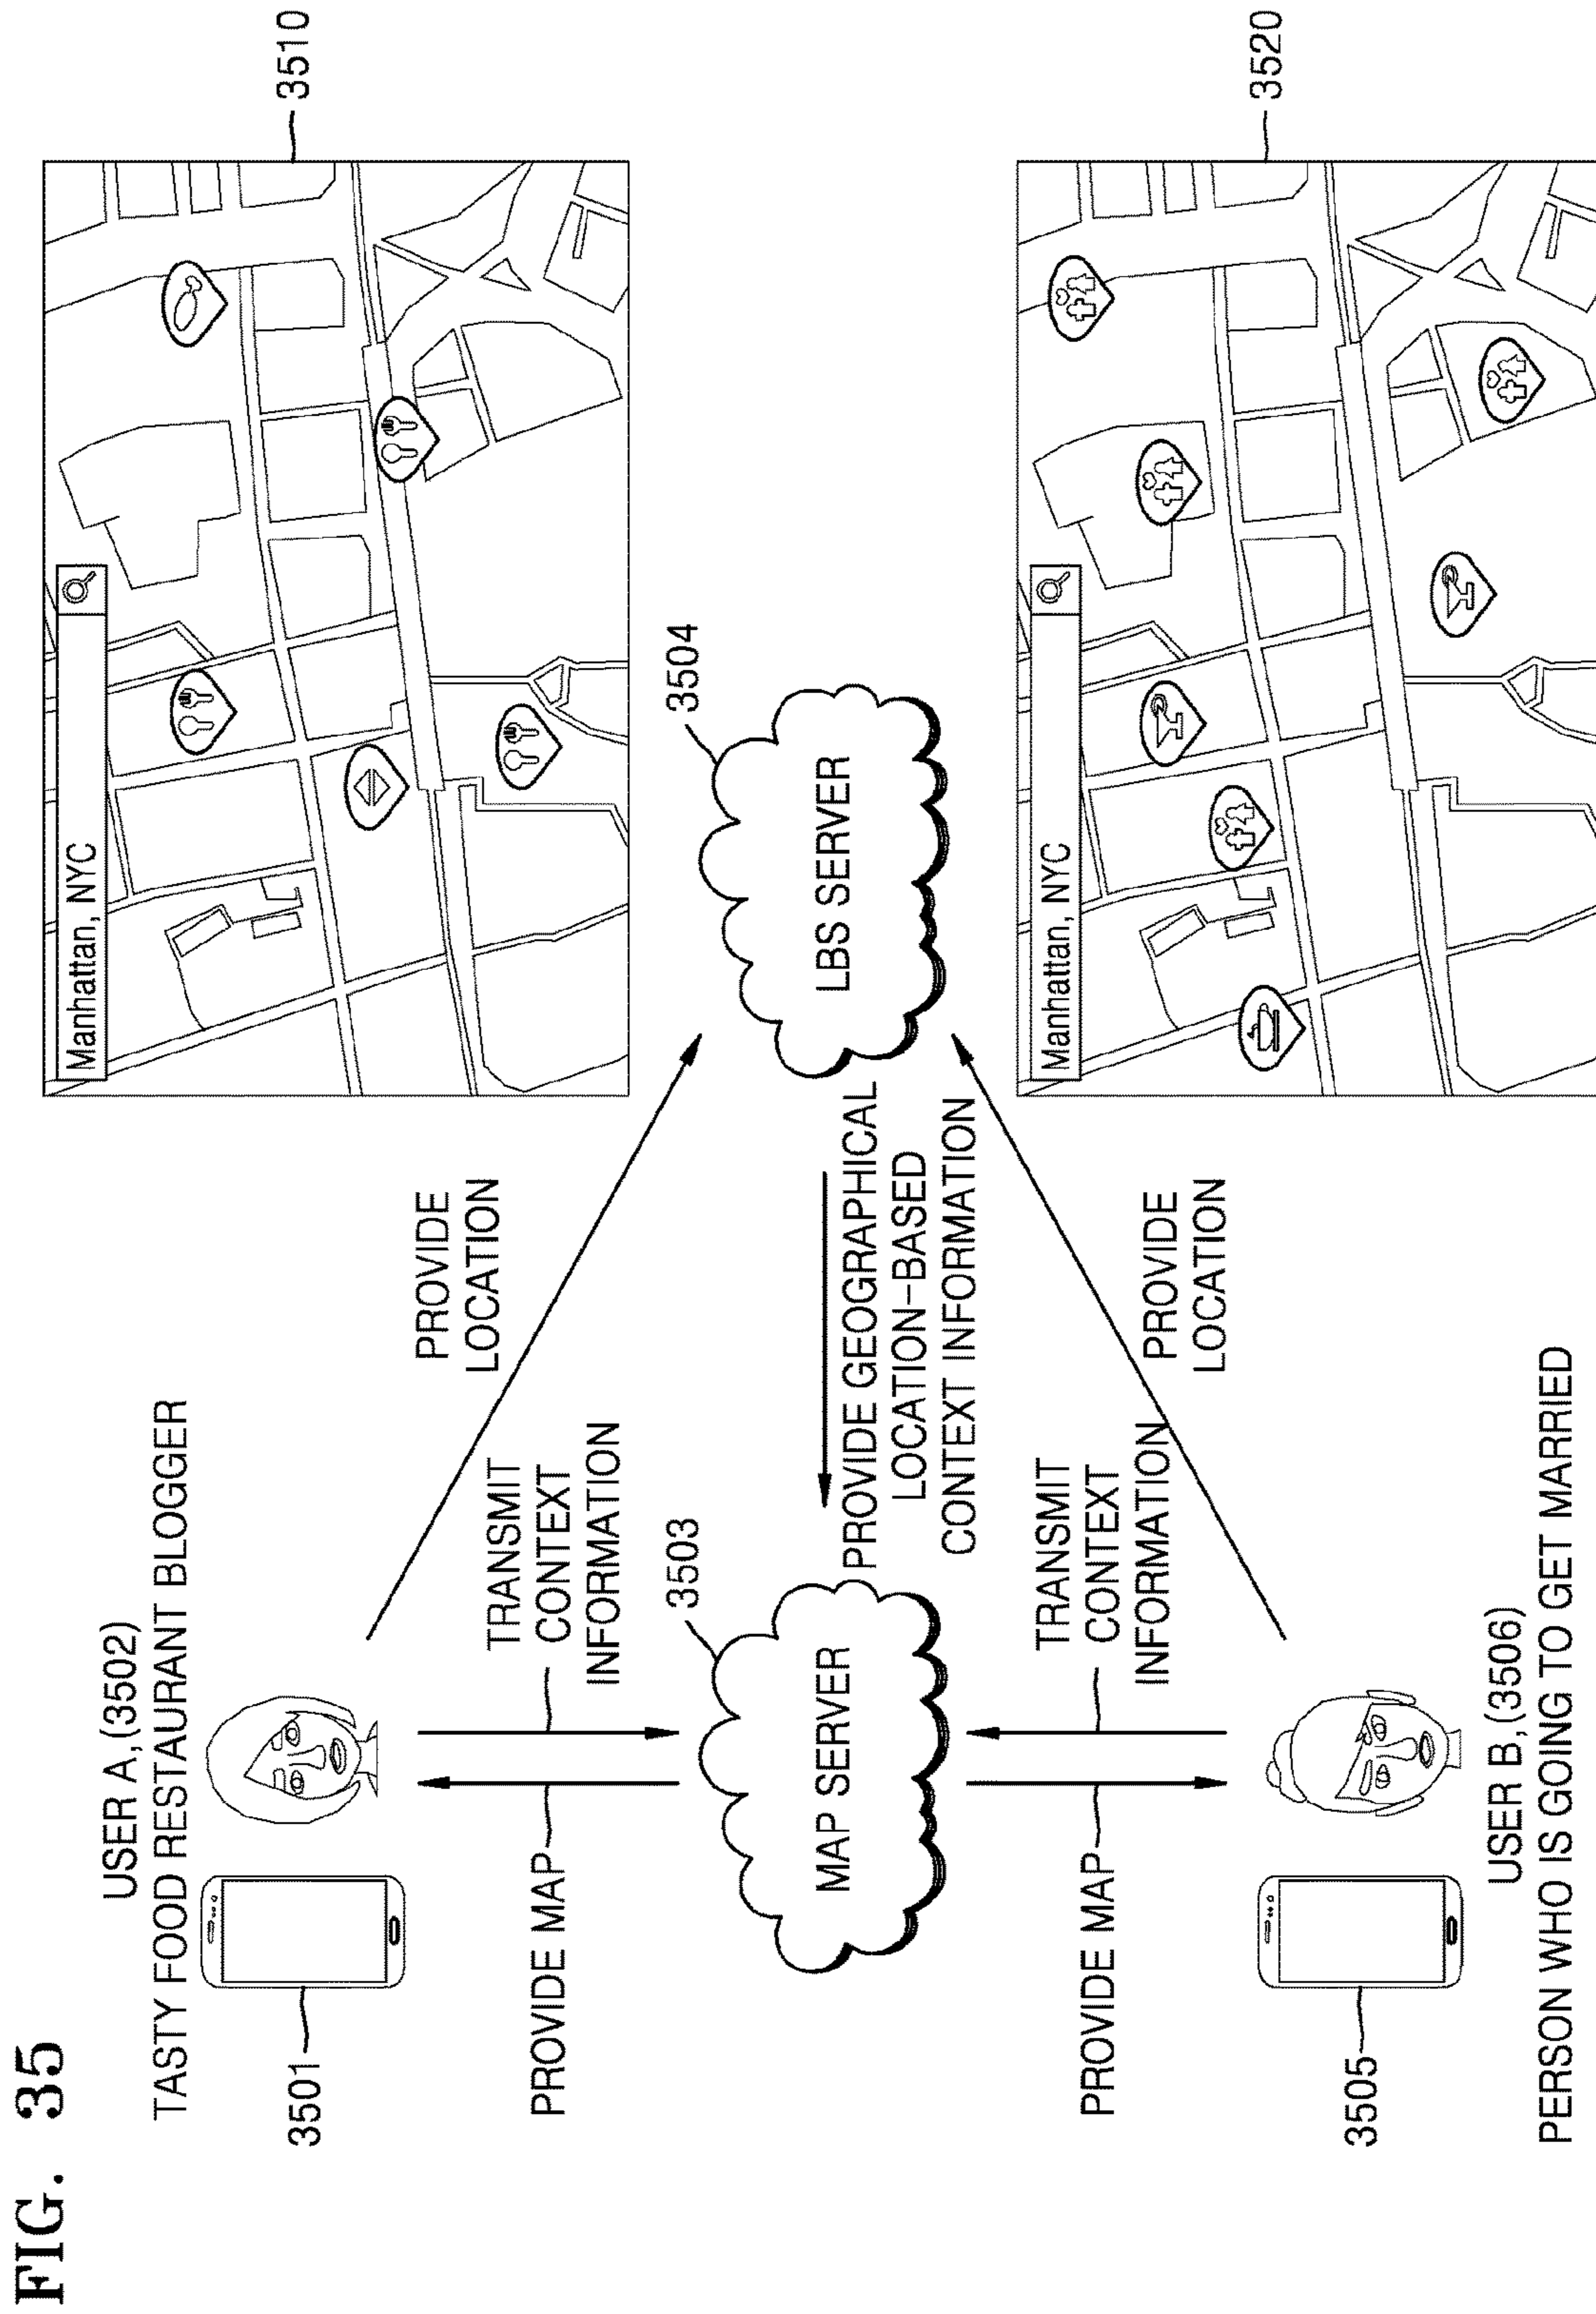 FIG. 35
USER A,(3502)
TASTY FOOD RESTAURANT BLOGGER
3501
PROVIDE MAP
TRANSMIT
CONTEXT
INFORMATION
PROVIDE
LOCATION
Manhattan, NYC
3510
3503
MAP SERVER
PROVIDE GEOGRAPHICAL
LOCATION-BASED
CONTEXT INFORMATION
3504
LBS SERVER
PROVIDE MAP
TRANSMIT
CONTEXT
INFORMATION
PROVIDE
LOCATION
Manhattan, NYC
3520
3505
USER B,(3506)
PERSON WHO IS GOING TO GET MARRIED